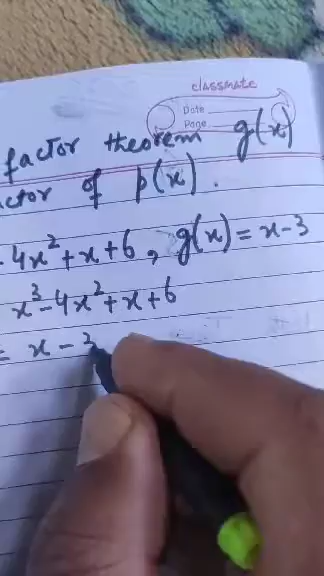 classmate
Date
Page
factor theorem g(x)
ctor of p(x).
- 4x² + x + 6, g(x) = x - 3
x³ - 4x² + x + 6
= x - 3